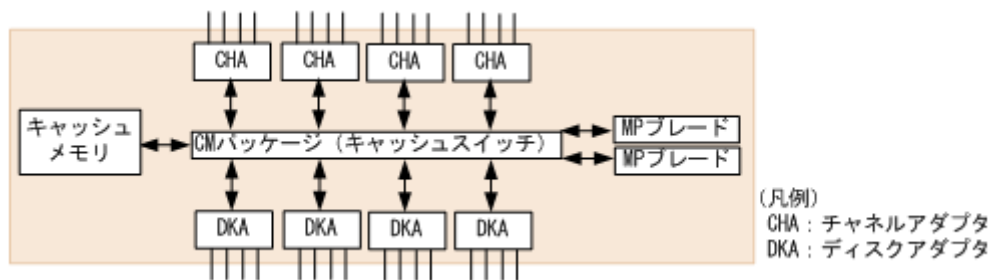 CHA
CHA
CHA
CHA
キャッシュ
メモリ
CMパッケージ (キャッシュスイッチ)
MPブレード
MPブレード
DKA
DKA
DKA
DKA
(凡例)
CHA:チャネルアダプタ
DKA:ディスクアダプタ